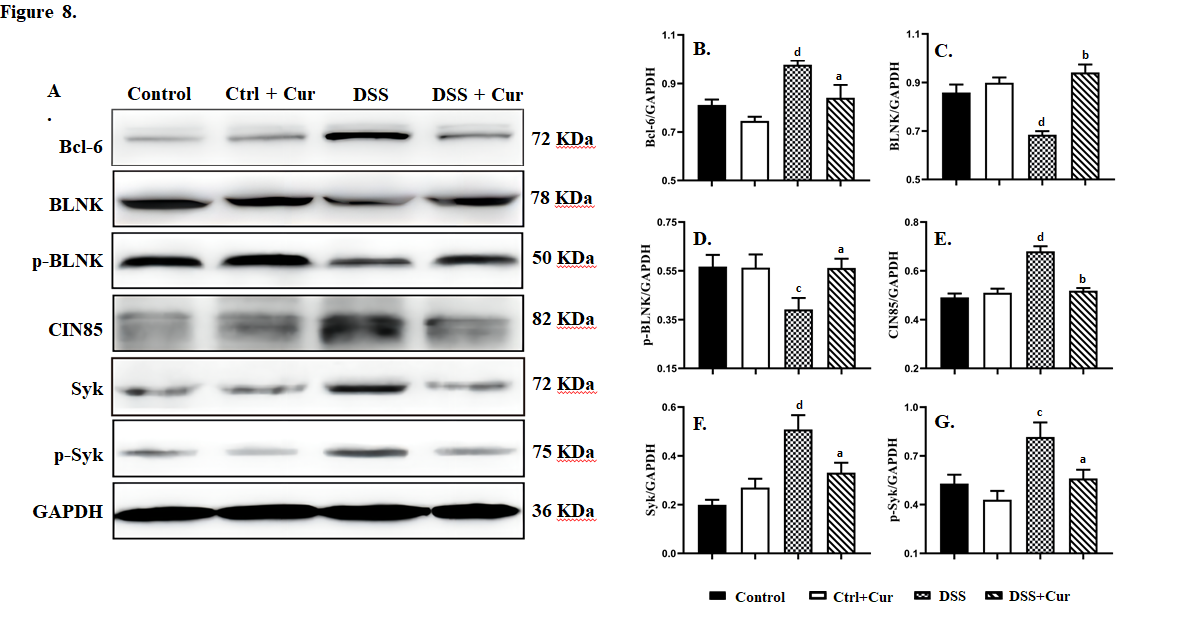 Figure 8.
A
.
Control Ctrl + Cur DSS DSS + Cur
Bcl-6 72 KDa
BLNK 78 KDa
p-BLNK 50 KDa
CIN85 82 KDa
Syk 72 KDa
p-Syk 75 KDa
GAPDH 36 KDa
B.
Bcl-6/GAPDH
1.1
0.9
0.7
0.5
d
a
C.
BLNK/GAPDH
1.1
0.9
0.7
0.5
d
b
D.
p-BLNK/GAPDH
0.75
0.55
0.35
0.15
c
a
E.
CIN85/GAPDH
0.8
0.6
0.4
0.2
d
b
F.
Syk/GAPDH
0.6
0.4
0.2
0.0
d
a
G.
p-Syk/GAPDH
1.0
0.7
0.4
0.1
c
a
Control Ctrl+Cur DSS DSS+Cur